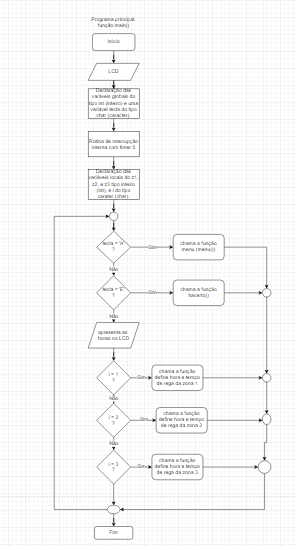 Programa principal.
função main()
Início
LCD
Declaração das
varáveis globais do
tipo int (inteiro) e uma
variável tecla do tipo
char (caracter).
Rotina de interrupção
interna com timer 0
Declaração das
varáveis locais do z1,
z2, e z3 tipo inteiro
(int), e i do tipo
carater (char).
tecla = 'A'
?
Sim
chama a função
menu (menu())
Não
tecla = 'E'
?
Sim
chama a função
hacerto()
Não
apresenta as
horas no LCD
i = 1
?
Sim
chama a função
define hora e tempo
de rega da zona 1
Não
i = 2
?
Sim
chama a função
define hora e tempo
de rega da zona 2
Não
i = 3
?
Sim
chama a função
define hora e tempo
de rega da zona 3
Fim